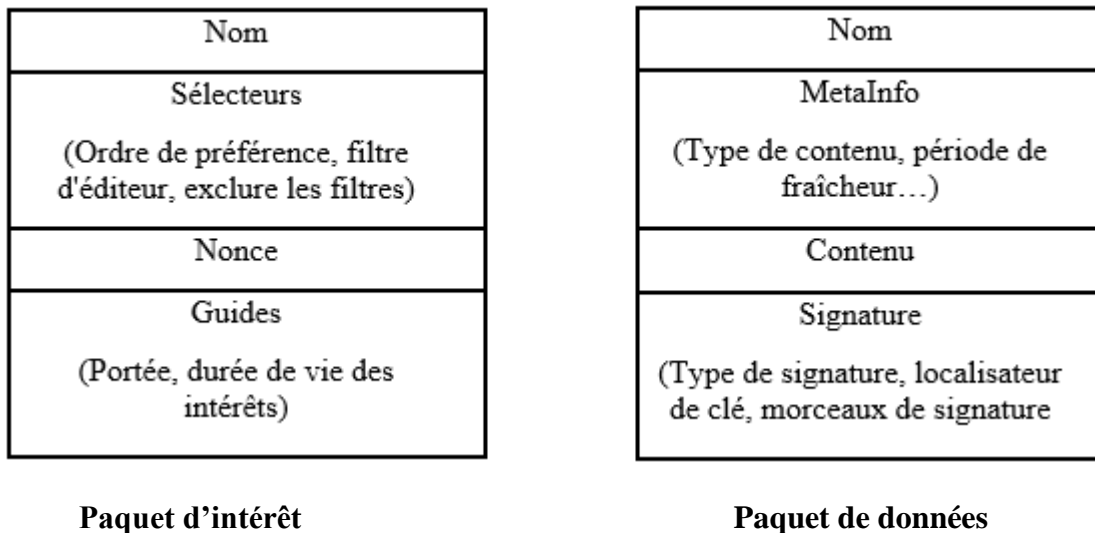 Nom
Sélecteurs
(Ordre de préférence, filtre
d'éditeur, exclure les filtres)
Nonce
Guides
(Portée, durée de vie des
intérêts)
Paquet d’intérêt
Nom
MetaInfo
(Type de contenu, période de
fraîcheur…)
Contenu
Signature
(Type de signature, localisateur
de clé, morceaux de signature
Paquet de données